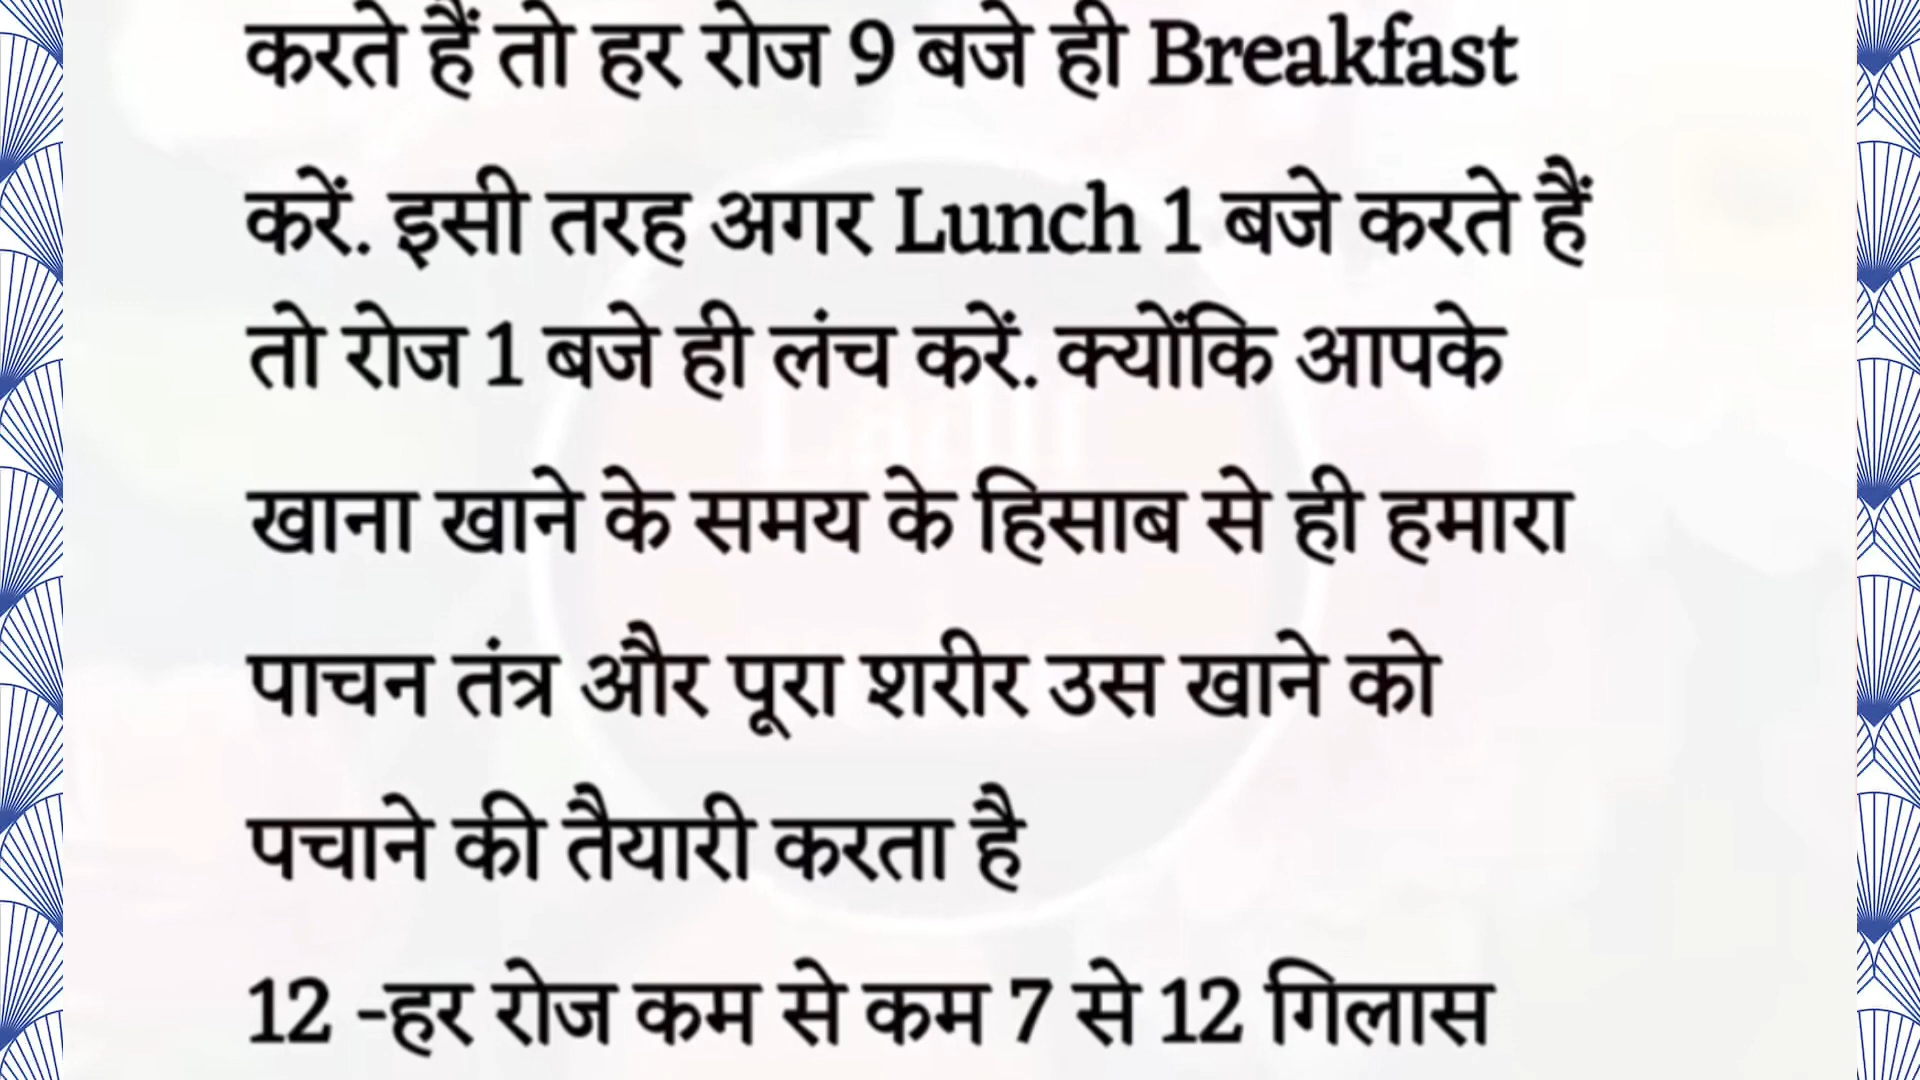 करते हैं तो हर रोज 9 बजे ही Breakfast
करें. इसी तरह अगर Lunch 1 बजे करते हैं
तो रोज 1 बजे ही लंच करें. क्योंकि आपके
खाना खाने के समय के हिसाब से ही हमारा
पाचन तंत्र और पूरा शरीर उस खाने को
पचाने की तैयारी करता है
12 -हर रोज कम से कम 7 से 12 गिलास